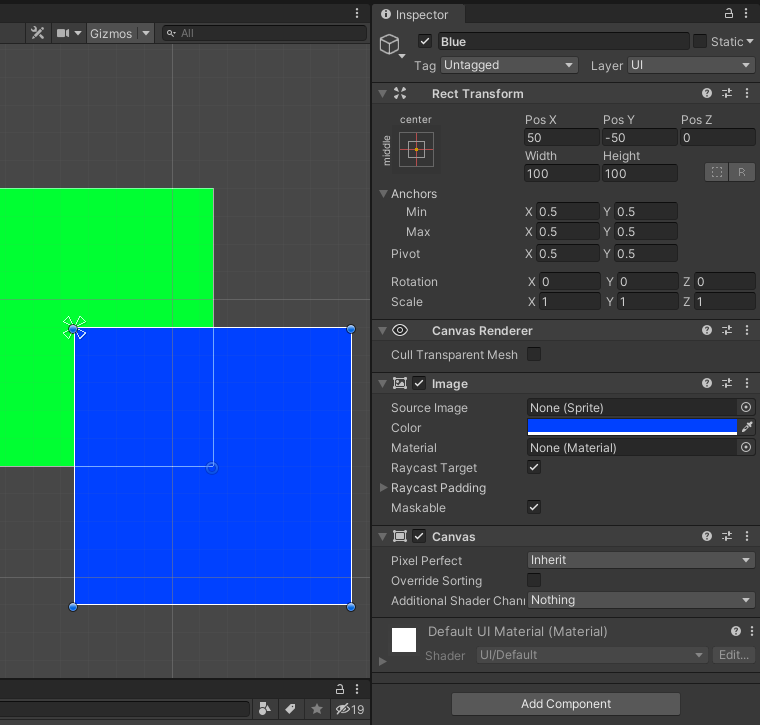 Gizmos
All
Inspector
Blue
Static
Tag Untagged Layer UI
Rect Transform
center
middle
Pos X Pos Y Pos Z
50 -50 0
Width Height
100 100
R
Anchors
Min X 0.5 Y 0.5
Max X 0.5 Y 0.5
Pivot X 0.5 Y 0.5
Rotation X 0 Y 0 Z 0
Scale X 1 Y 1 Z 1
Canvas Renderer
Cull Transparent Mesh
Image
Source Image None (Sprite)
Color
Material None (Material)
Raycast Target
Raycast Padding
Maskable
Canvas
Pixel Perfect Inherit
Override Sorting
Additional Shader Chan Nothing
Default UI Material (Material)
Shader UI/Default Edit...
19
Add Component